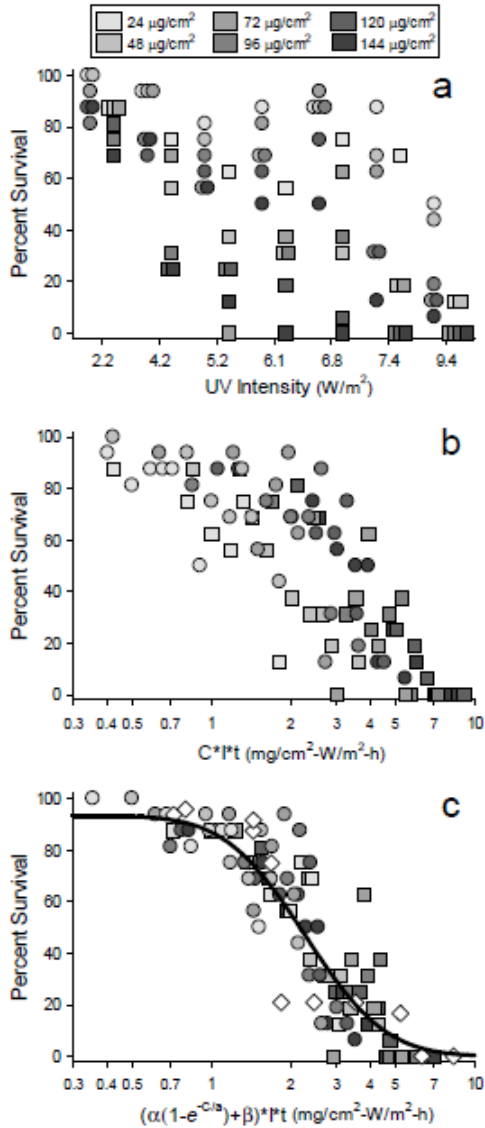 24 μg/cm² 72 μg/cm² 120 μg/cm²
48 μg/cm² 96 μg/cm² 144 μg/cm²
a
100
80
60
40
20
0
Percent Survival
2.2 4.2 5.2 6.1 6.8 7.4 9.4
UV Intensity (W/m²)
b
100
80
60
40
20
0
Percent Survival
0.3 0.4 0.5 0.7 1 2 3 4 5 7 10
C*I*t (mg/cm²-W/m²-h)
c
100
80
60
40
20
0
Percent Survival
0.3 0.4 0.5 0.7 1 2 3 4 5 7 10
(α(1-e^-C/a)+β)*I*t (mg/cm²-W/m²-h)